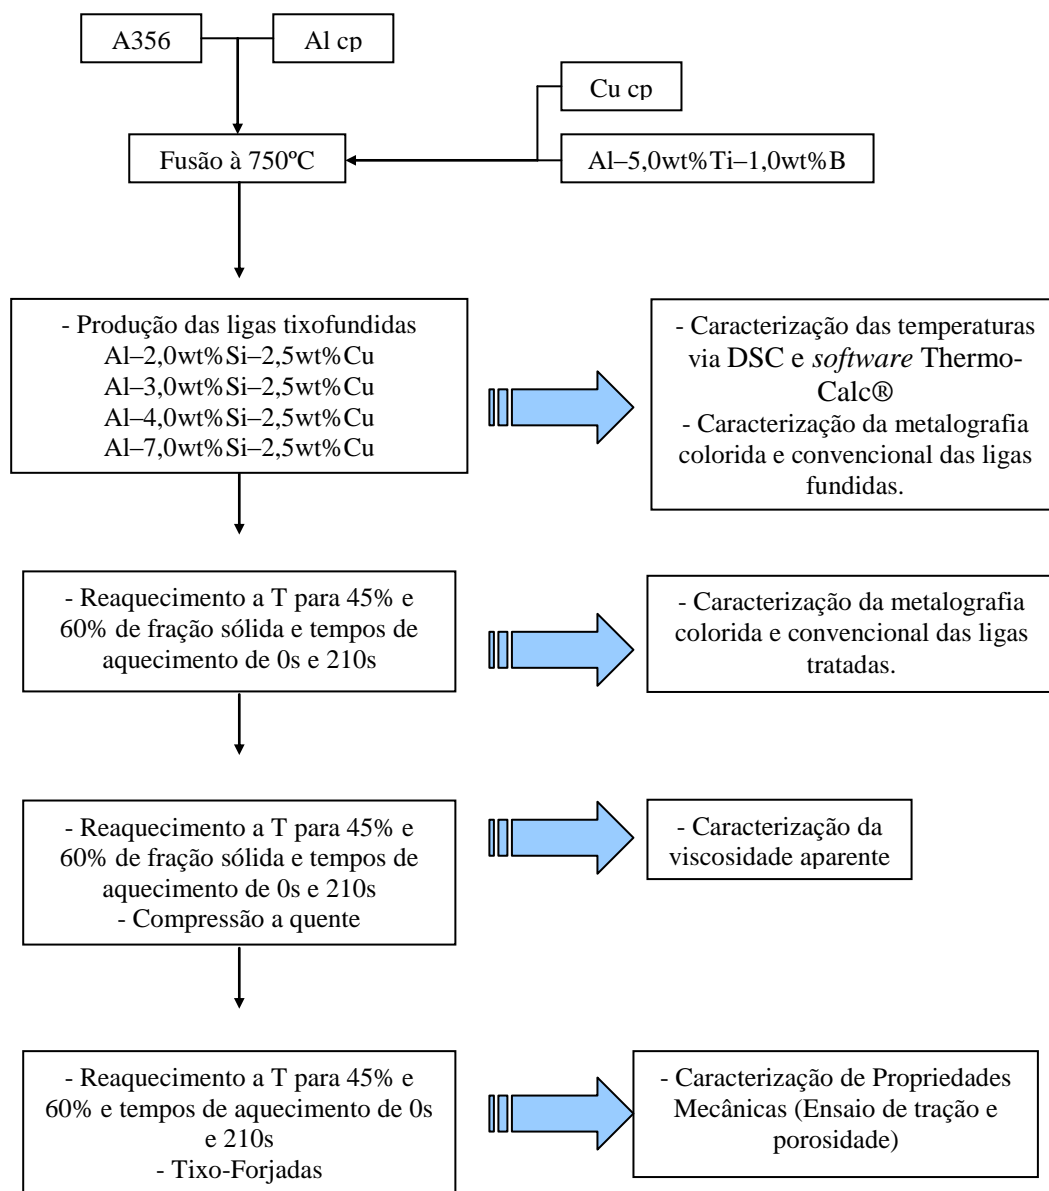 A356
Al cp
Cu cp
Fusão à 750ºC
Al–5,0wt%Ti–1,0wt%B
- Produção das ligas tixofundidas
Al–2,0wt%Si–2,5wt%Cu
Al–3,0wt%Si–2,5wt%Cu
Al–4,0wt%Si–2,5wt%Cu
Al–7,0wt%Si–2,5wt%Cu
- Caracterização das temperaturas
via DSC e software Thermo-
Calc®
- Caracterização da metalografia
colorida e convencional das ligas
fundidas.
- Reaquecimento a T para 45% e
60% de fração sólida e tempos de
aquecimento de 0s e 210s
- Caracterização da metalografia
colorida e convencional das ligas
tratadas.
- Reaquecimento a T para 45% e
60% de fração sólida e tempos de
aquecimento de 0s e 210s
- Compressão a quente
- Caracterização da
viscosidade aparente
- Reaquecimento a T para 45% e
60% e tempos de aquecimento de 0s
e 210s
- Tixo-Forjadas
- Caracterização de Propriedades
Mecânicas (Ensaio de tração e
porosidade)